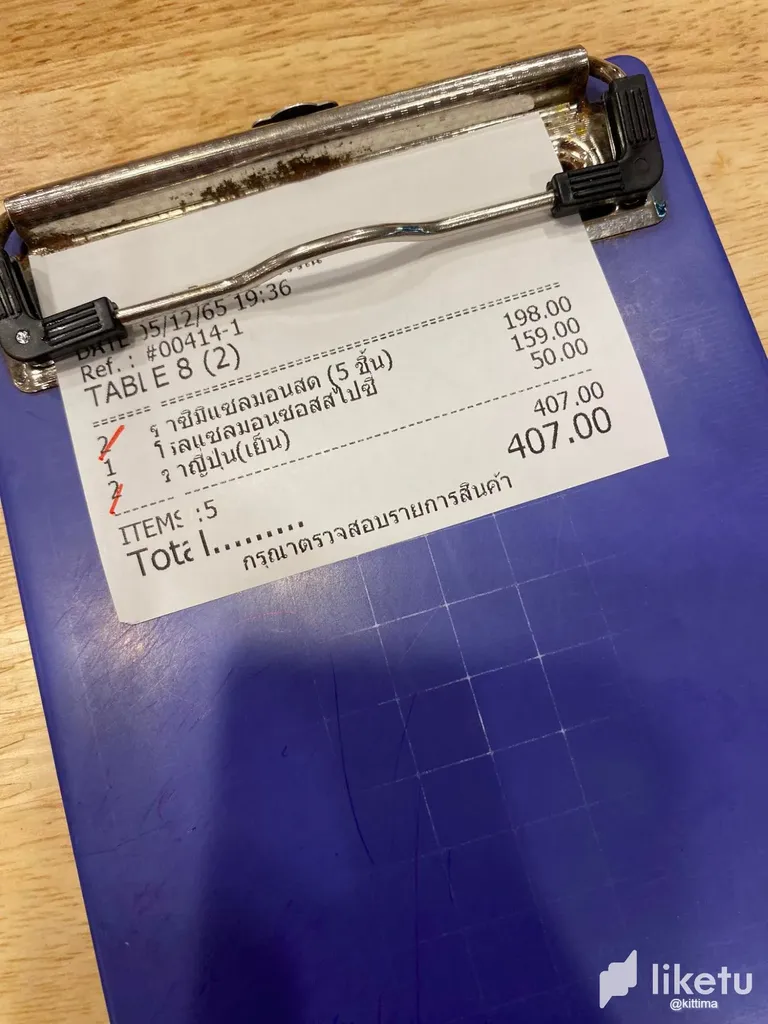 DATE 05/12/65 19:36
Ref. : #00414-1
TABLE 8 (2)
2 ซาซิมิแซลมอนสด (5 ชิ้น) 198.00
1 โรลแซลมอนซอสสไปซี่ 159.00
2 ชาญี่ปุ่น(เย็น) 50.00
ITEMS :5 407.00
Total......... 407.00
กรุณาตรวจสอบรายการสินค้า
liketu
@kittima